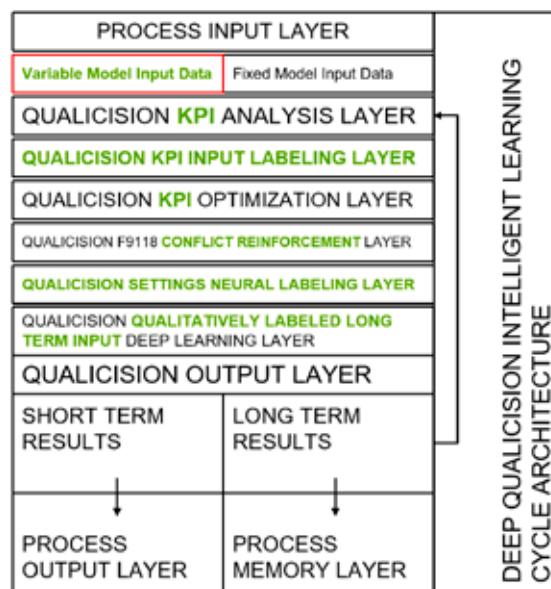 PROCESS INPUT LAYER
Variable Model Input Data
Fixed Model Input Data
QUALICISION KPI ANALYSIS LAYER
QUALICISION KPI INPUT LABELING LAYER
QUALICISION KPI OPTIMIZATION LAYER
QUALICISION F9118 CONFLICT REINFORCEMENT LAYER
QUALICISION SETTINGS NEURAL LABELING LAYER
QUALICISION QUALITATIVELY LABELED LONG
TERM INPUT DEEP LEARNING LAYER
QUALICISION OUTPUT LAYER
SHORT TERM
RESULTS
LONG TERM
RESULTS
PROCESS
OUTPUT LAYER
PROCESS
MEMORY LAYER
DEEP QUALICISION INTELLIGENT LEARNING
CYCLE ARCHITECTURE